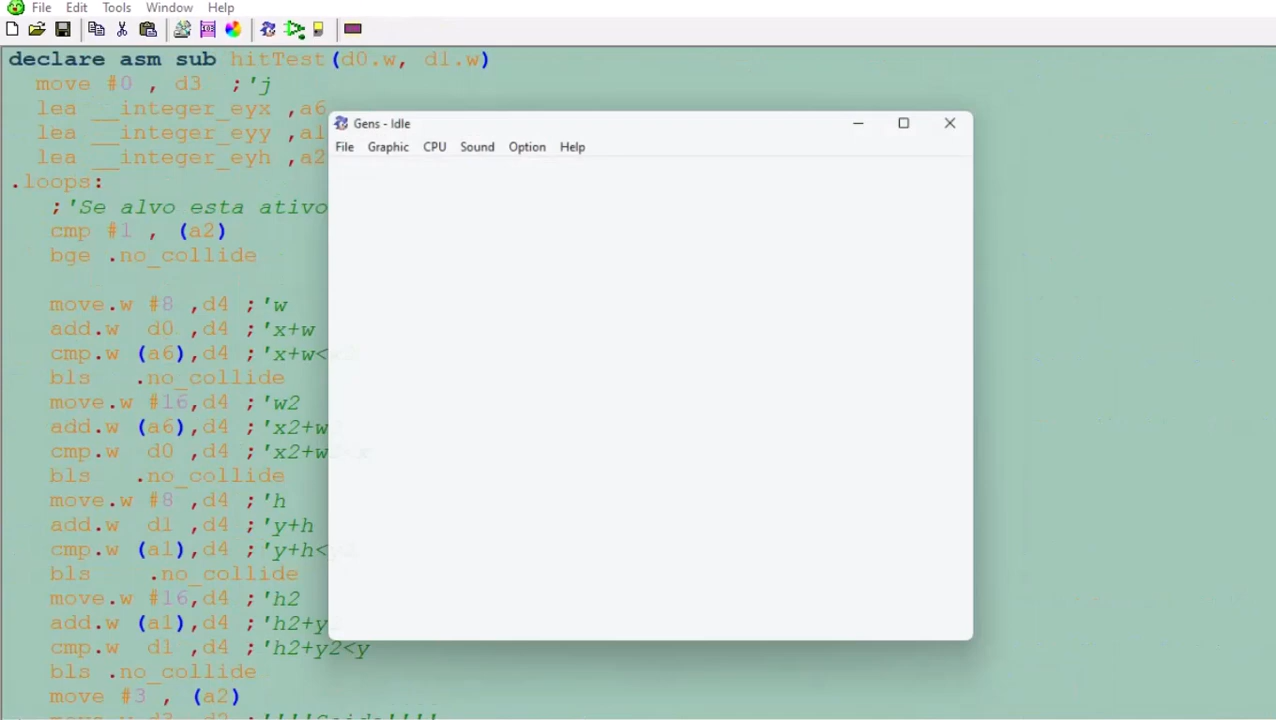 File Edit Tools Window Help
declare asm sub hitTest(d0.w, d1.w)
move #0 , d3 ;'j
lea __integer_eyx ,a6
lea __integer_eyy ,a1
lea __integer_eyh ,a2
.loops:
;'Se alvo esta ativo
cmp #1 , (a2)
bge .no_collide
move.w #8 ,d4 ;'w
add.w d0 ,d4 ;'x+w
cmp.w (a6),d4 ;'x+w<x2
bls .no_collide
move.w #16,d4 ;'w2
add.w (a6),d4 ;'x2+w
cmp.w d0 ,d4 ;'x2+w2<x
bls .no_collide
move.w #8 ,d4 ;'h
add.w d1 ,d4 ;'y+h
cmp.w (a1),d4 ;'y+h<y2
bls .no_collide
move.w #16,d4 ;'h2
add.w (a1),d4 ;'h2+y
cmp.w d1 ,d4 ;'h2+y2<y
bls .no_collide
move #3 , (a2)
Gens - Idle
File Graphic CPU Sound Option Help